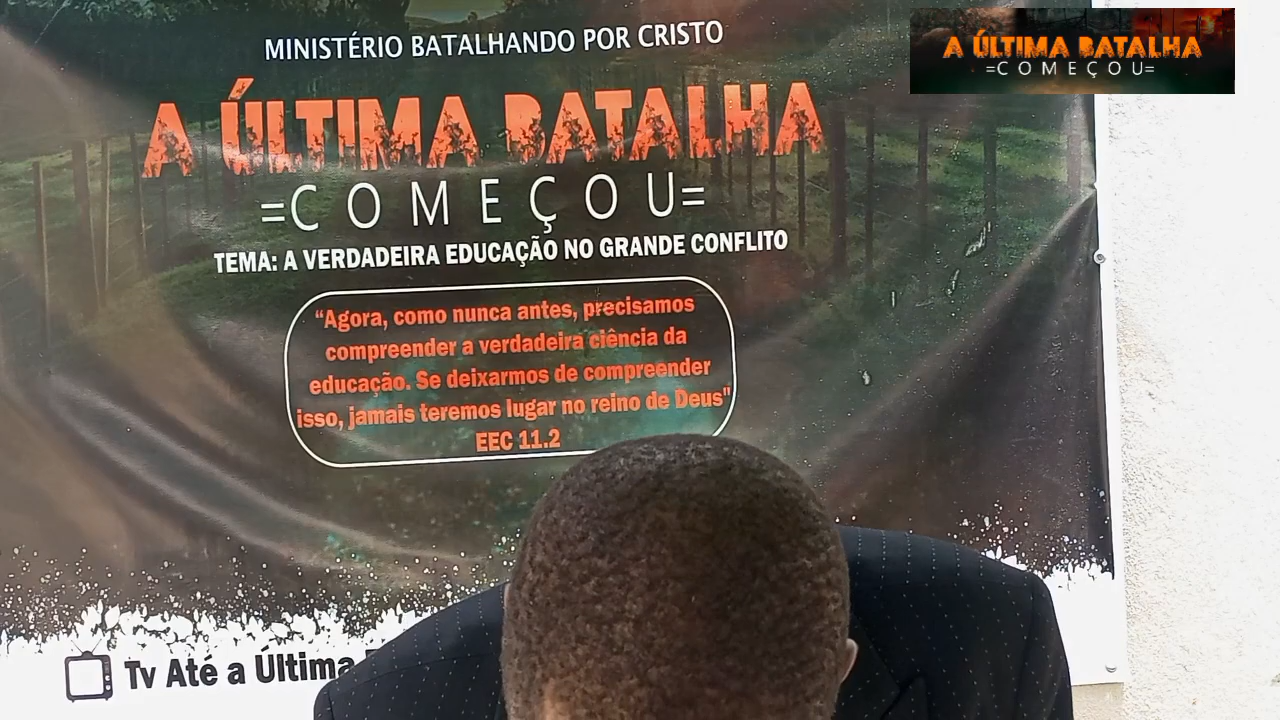 MINISTÉRIO BATALHANDO POR CRISTO
A ÚLTIMA BATALHA
=COMEÇOU=
TEMA: A VERDADEIRA EDUCAÇÃO NO GRANDE CONFLITO
“Agora, como nunca antes, precisamos
compreender a verdadeira ciência da
educação. Se deixarmos de compreender
isso, jamais teremos lugar no reino de Deus"
EEC 11.2
Tv Até a Última
A ÚLTIMA BATALHA
=COMEÇOU=